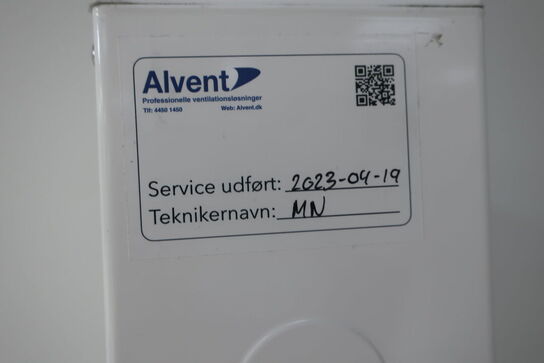 Alvent
Professionelle ventilationsløsninger
Tlf: 4450 1450 Web: Alvent.dk
Service udført: 2023-04-19
Teknikernavn: MN